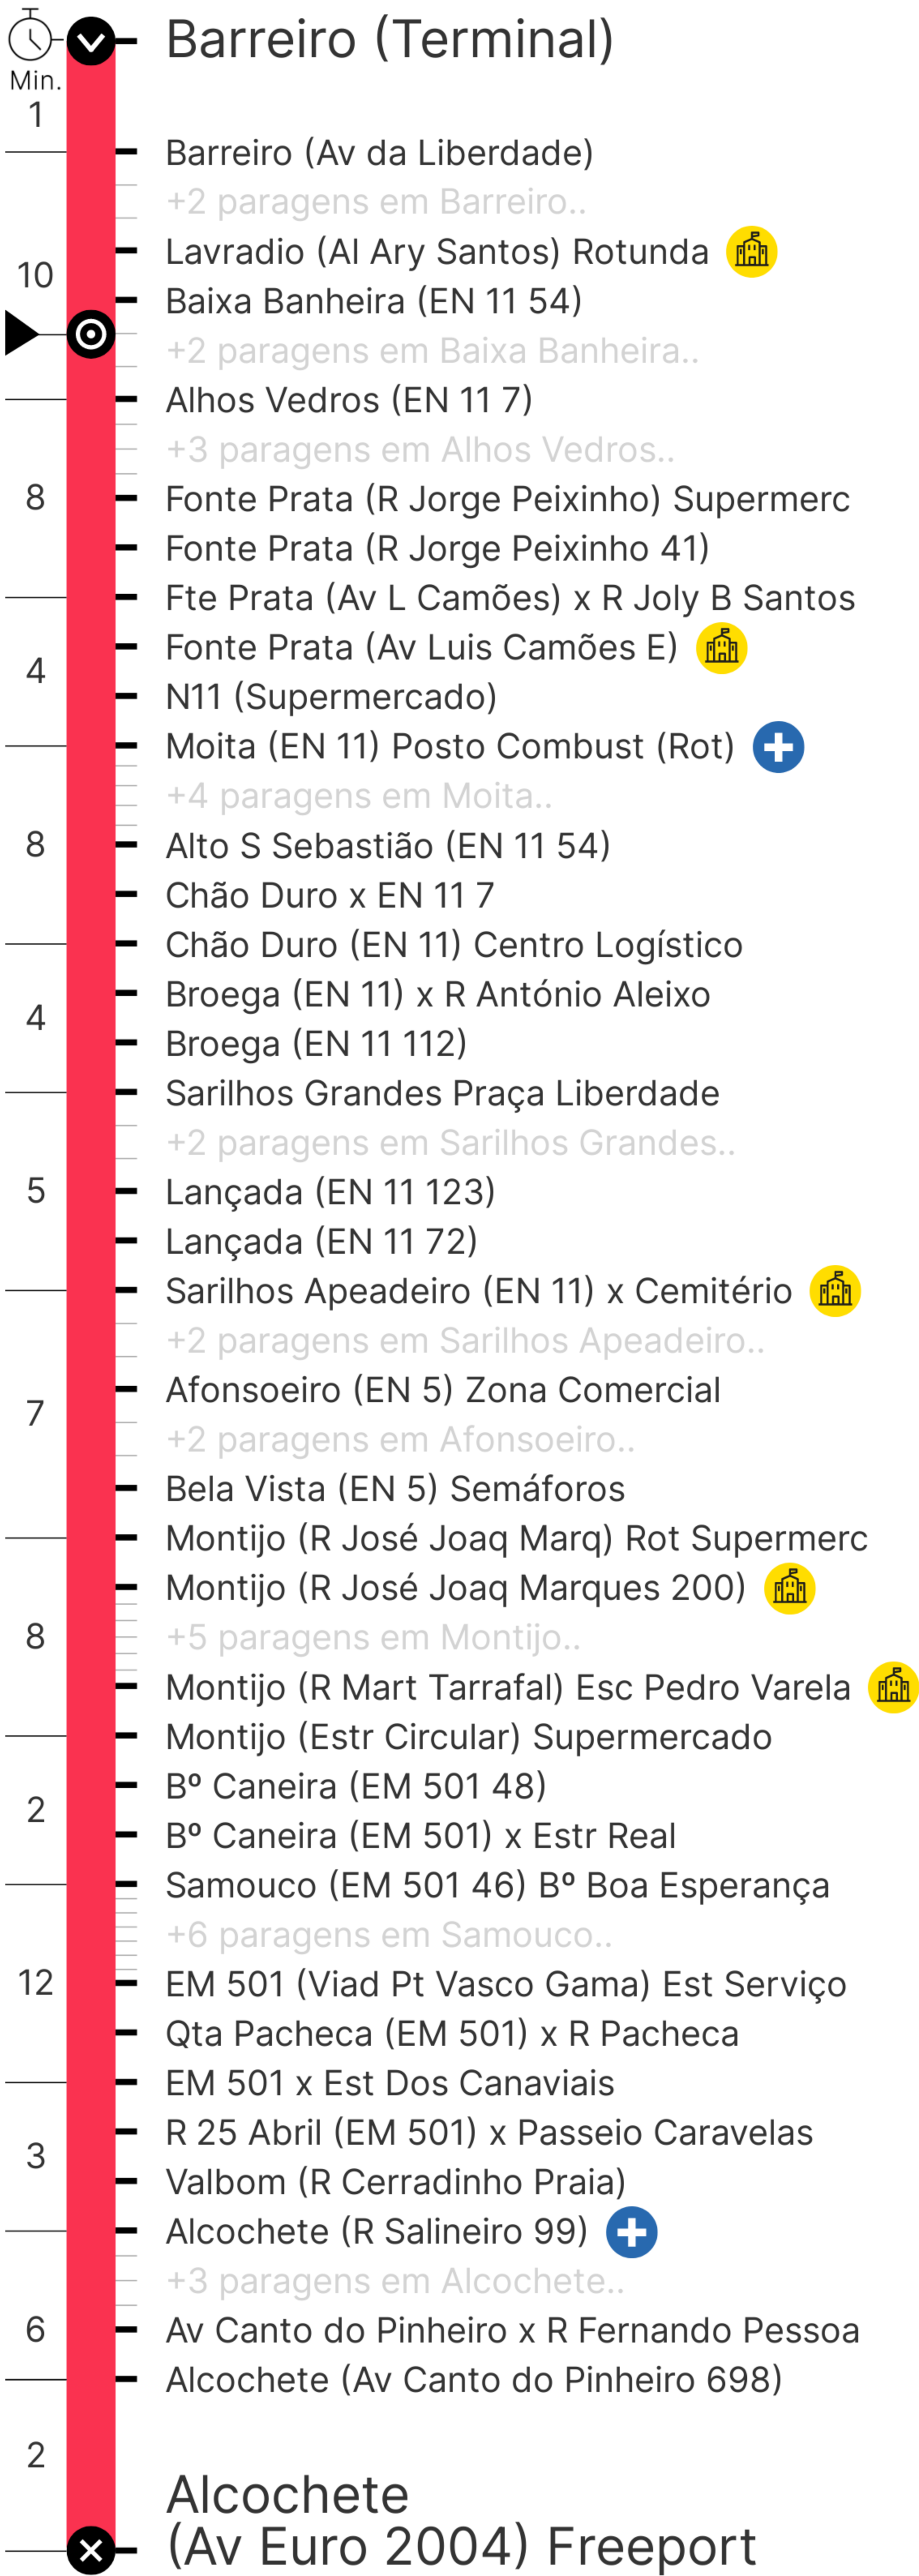 Barreiro (Terminal)
Min.
1
Barreiro (Av da Liberdade)
+2 paragens em Barreiro..
Lavradio (Al Ary Santos) Rotunda
10
Baixa Banheira (EN 11 54)
+2 paragens em Baixa Banheira..
Alhos Vedros (EN 11 7)
+3 paragens em Alhos Vedros..
8
Fonte Prata (R Jorge Peixinho) Supermerc
Fonte Prata (R Jorge Peixinho 41)
Fte Prata (Av L Camões) x R Joly B Santos
Fonte Prata (Av Luis Camões E)
4
N11 (Supermercado)
Moita (EN 11) Posto Combust (Rot)
+4 paragens em Moita..
8
Alto S Sebastião (EN 11 54)
Chão Duro x EN 11 7
Chão Duro (EN 11) Centro Logístico
Broega (EN 11) x R António Aleixo
4
Broega (EN 11 112)
Sarilhos Grandes Praça Liberdade
+2 paragens em Sarilhos Grandes..
5
Lançada (EN 11 123)
Lançada (EN 11 72)
Sarilhos Apeadeiro (EN 11) x Cemitério
+2 paragens em Sarilhos Apeadeiro..
Afonsoeiro (EN 5) Zona Comercial
7
+2 paragens em Afonsoeiro..
Bela Vista (EN 5) Semáforos
Montijo (R José Joaq Marq) Rot Supermerc
Montijo (R José Joaq Marques 200)
8
+5 paragens em Montijo..
Montijo (R Mart Tarrafal) Esc Pedro Varela
Montijo (Estr Circular) Supermercado
Bº Caneira (EM 501 48)
2
Bº Caneira (EM 501) x Estr Real
Samouco (EM 501 46) Bº Boa Esperança
+6 paragens em Samouco..
12
EM 501 (Viad Pt Vasco Gama) Est Serviço
Qta Pacheca (EM 501) x R Pacheca
EM 501 x Est Dos Canaviais
R 25 Abril (EM 501) x Passeio Caravelas
3
Valbom (R Cerradinho Praia)
Alcochete (R Salineiro 99)
+3 paragens em Alcochete..
6
Av Canto do Pinheiro x R Fernando Pessoa
Alcochete (Av Canto do Pinheiro 698)
2
Alcochete
(Av Euro 2004) Freeport